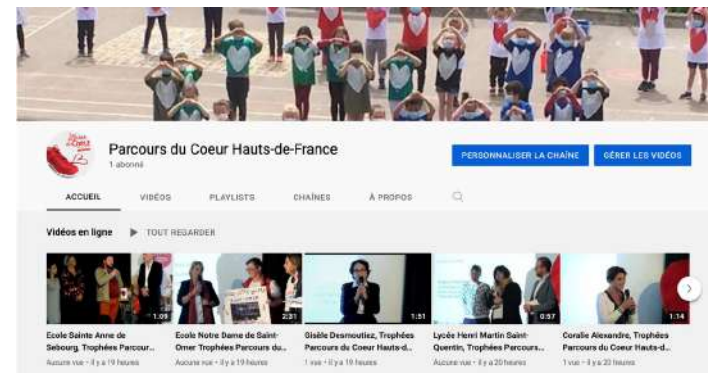 Parcours du Coeur Hauts-de-France
1 abonné
PERSONNALISER LA CHAÎNE
GÉRER LES VIDÉOS
ACCUEIL VIDÉOS PLAYLISTS CHAÎNES À PROPOS
Vidéos en ligne TOUT REGARDER
1:09 2:31 1:51 0:57 1:14
Ecole Sainte Anne de Sebourg, Trophées Parcour...
Aucune vue • il y a 19 heures
Ecole Notre Dame de Saint-Omer Trophées Parcours du...
Aucune vue • il y a 19 heures
Gisèle Desmoutiez, Trophées Parcours du Coeur Hauts-d...
1 vue • il y a 19 heures
Lycée Henri Martin Saint-Quentin, Trophées Parcours...
Aucune vue • il y a 20 heures
Coralie Alexandre, Trophées Parcours du Coeur Hauts-d...
1 vue • il y a 20 heures